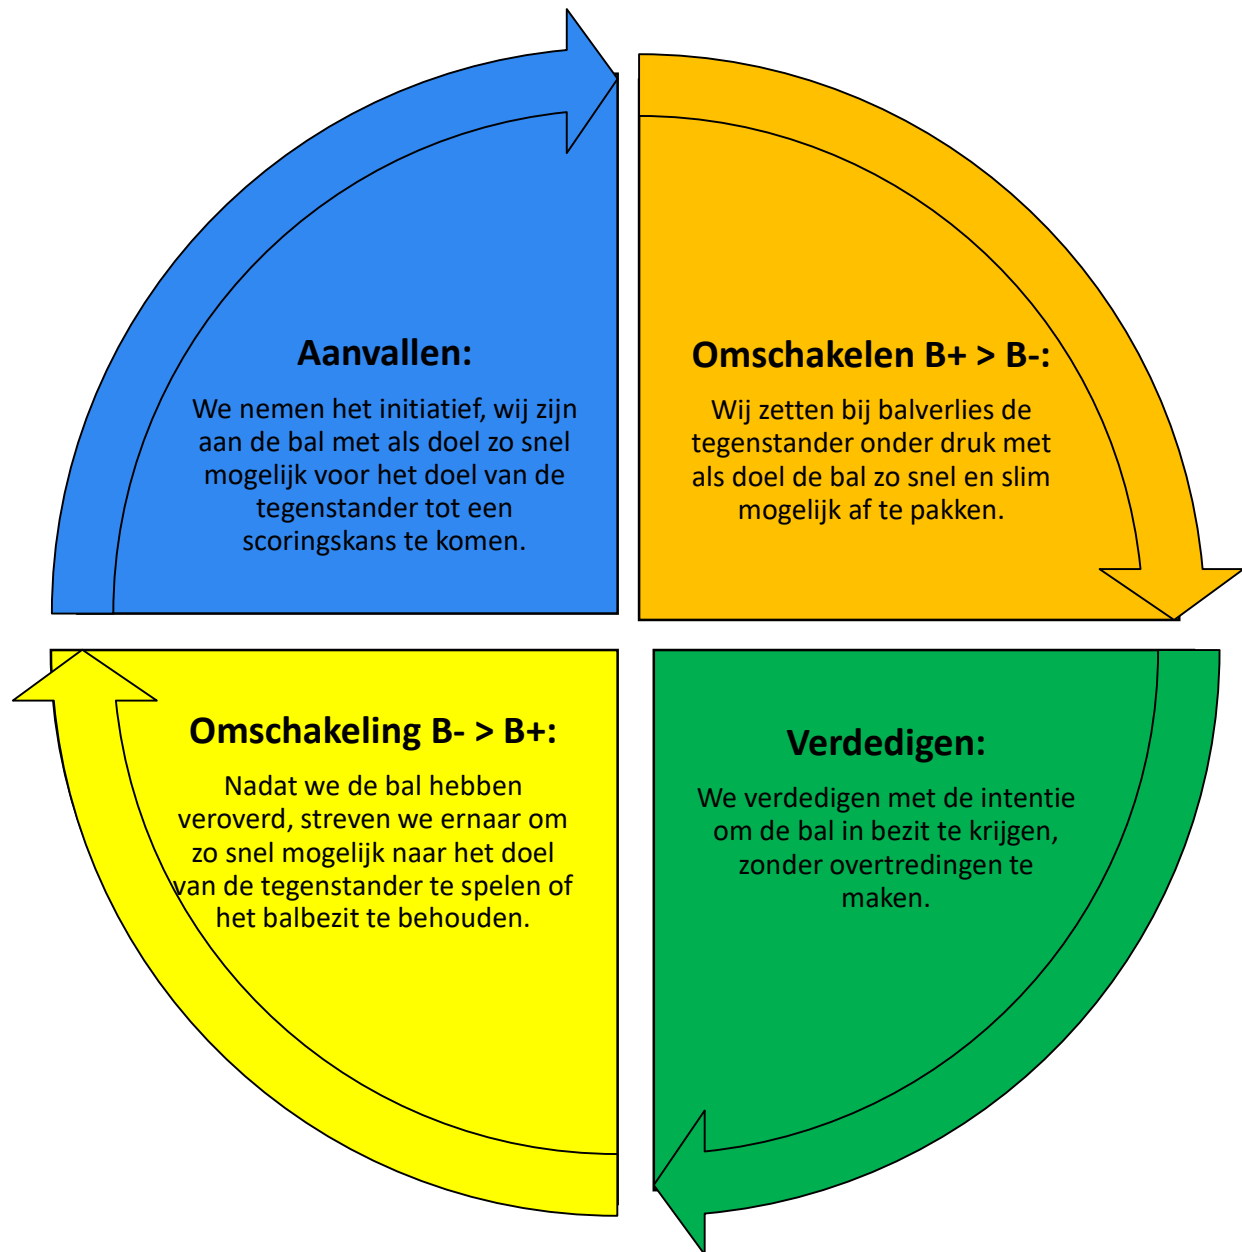 Aanvallen:
We nemen het initiatief, wij zijn
aan de bal met als doel zo snel
mogelijk voor het doel van de
tegenstander tot een
scoringskans te komen.
Omschakelen B+ > B-:
Wij zetten bij balverlies de
tegenstander onder druk met
als doel de bal zo snel en slim
mogelijk af te pakken.
Omschakeling B- > B+:
Nadat we de bal hebben
veroverd, streven we ernaar om
zo snel mogelijk naar het doel
van de tegenstander te spelen of
het balbezit te behouden.
Verdedigen:
We verdedigen met de intentie
om de bal in bezit te krijgen,
zonder overtredingen te
maken.